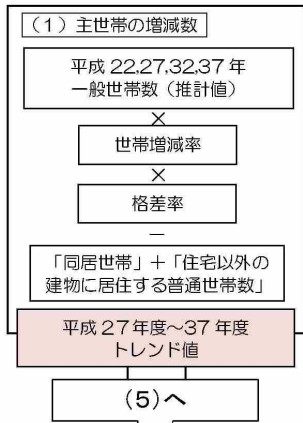 （1）主世帯の増減数
平成 22,27,32,37 年
一般世帯数（推計値）
×
世帯増減率
×
格差率
－
「同居世帯」＋「住宅以外の
建物に居住する普通世帯数」
平成 27年度～37 年度
トレンド値
(5)へ